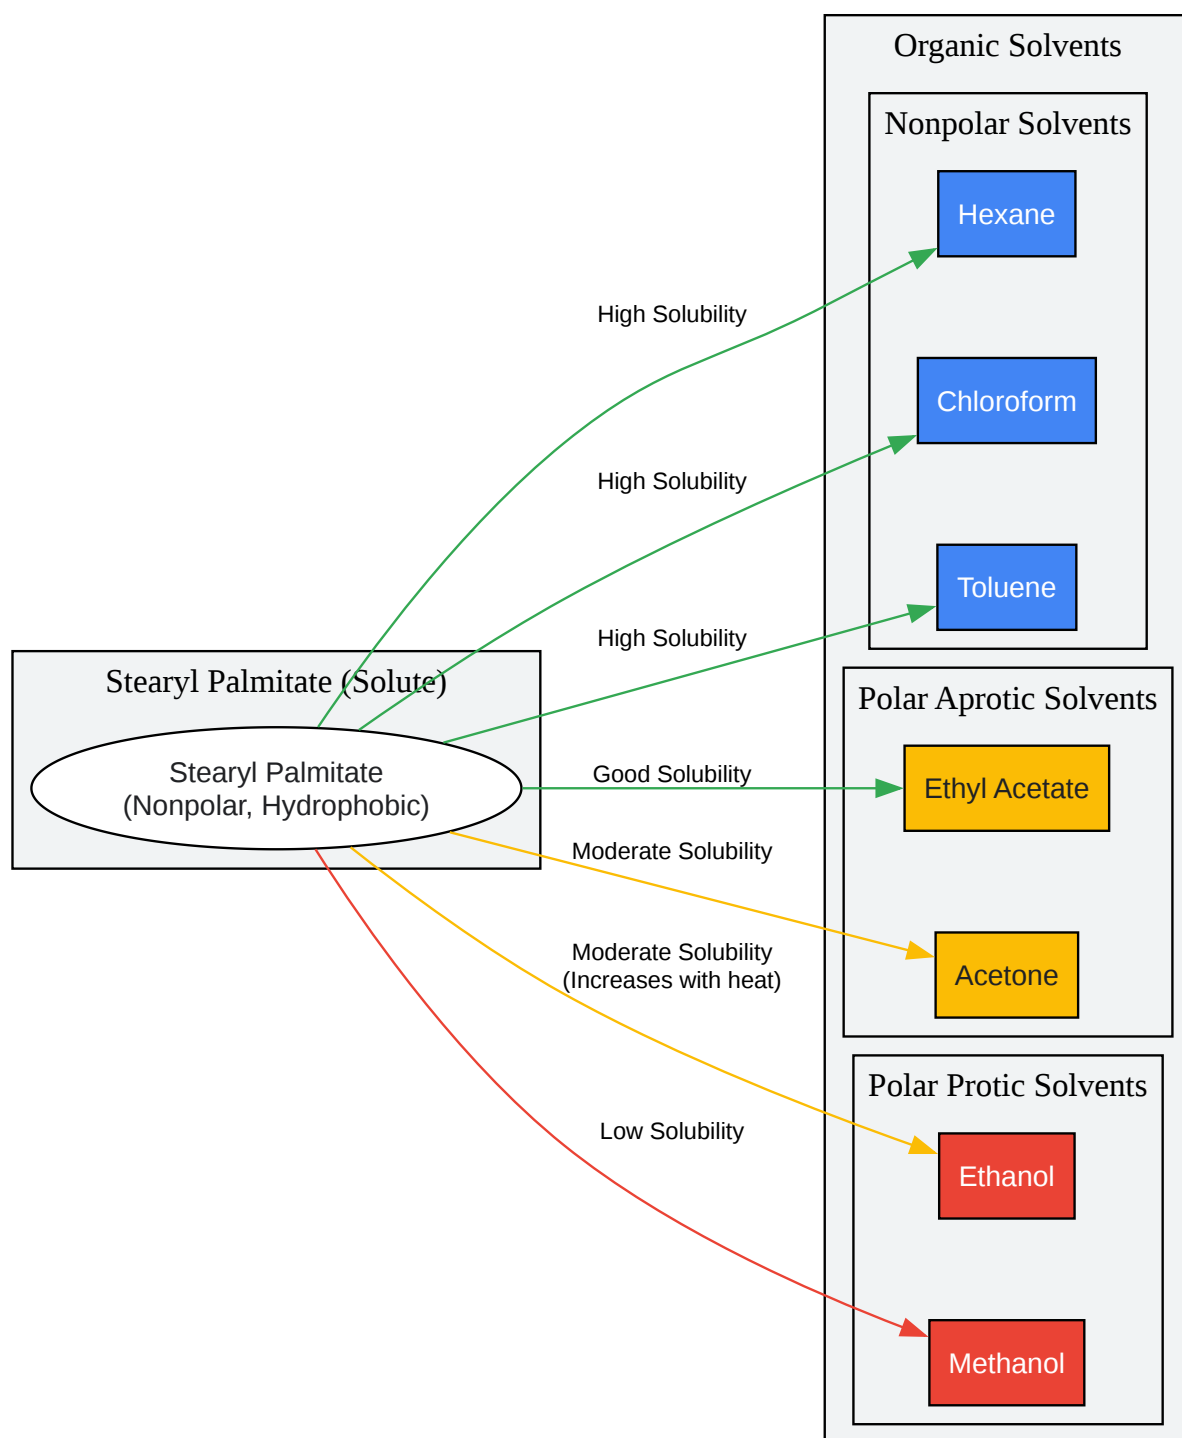 Organic Solvents
Nonpolar Solvents
Hexane
High Solubility
Chloroform
High Solubility
Toluene
High Solubility
Stearyl Palmitate (Solute)
Stearyl Palmitate
(Nonpolar, Hydrophobic)
Polar Aprotic Solvents
Good Solubility
Ethyl Acetate
Moderate Solubility
Acetone
Moderate Solubility
(Increases with heat)
Polar Protic Solvents
Ethanol
Low Solubility
Methanol